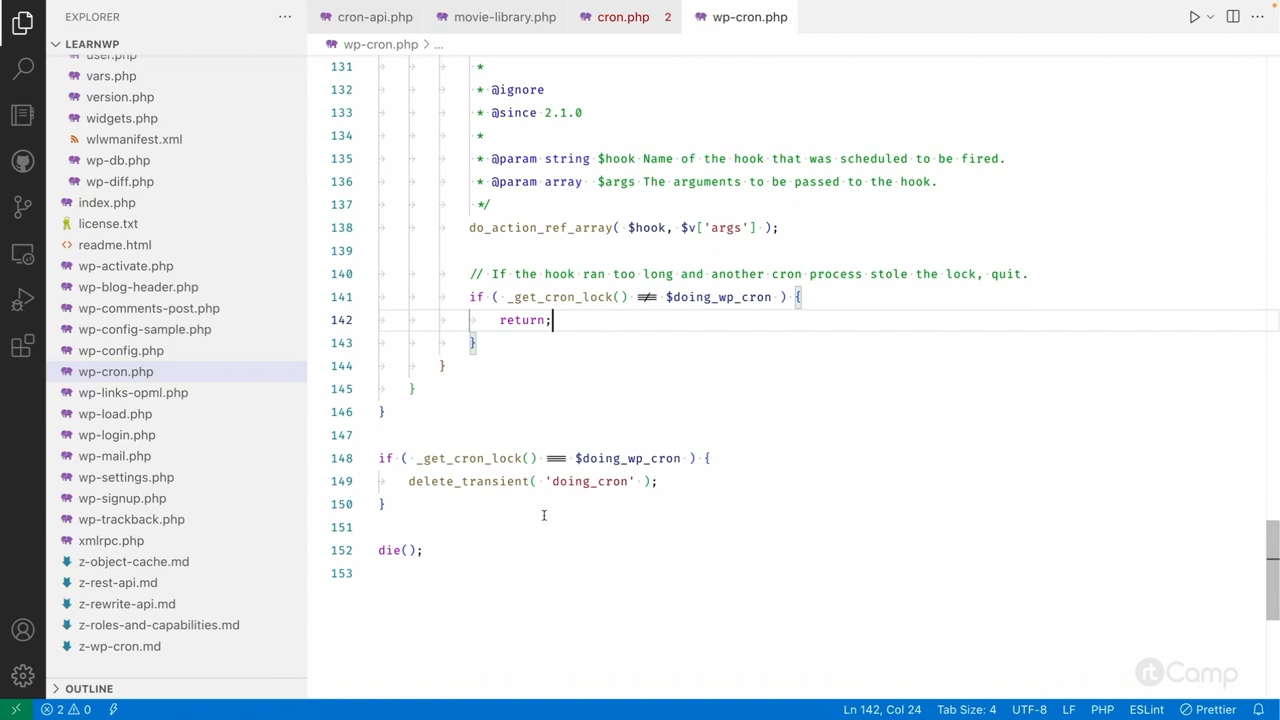 EXPLORER
cron-api.php
movie-library.php
cron.php 2
wp-cron.php
LEARNWP
wp-cron.php > ...
user.php
vars.php
version.php
widgets.php
wlwmanifest.xml
wp-db.php
wp-diff.php
index.php
license.txt
readme.html
wp-activate.php
wp-blog-header.php
wp-comments-post.php
wp-config-sample.php
wp-config.php
wp-cron.php
wp-links-opml.php
wp-load.php
wp-login.php
wp-mail.php
wp-settings.php
wp-signup.php
wp-trackback.php
xmlrpc.php
z-object-cache.md
z-rest-api.md
z-rewrite-api.md
z-roles-and-capabilities.md
z-wp-cron.md
OUTLINE
131 *
132 * @ignore
133 * @since 2.1.0
134 *
135 * @param string $hook Name of the hook that was scheduled to be fired.
136 * @param array $args The arguments to be passed to the hook.
137 */
138 do_action_ref_array( $hook, $v['args'] );
139
140 // If the hook ran too long and another cron process stole the lock, quit.
141 if ( _get_cron_lock() !== $doing_wp_cron ) {
142 return;
143 }
144 }
145 }
146 }
147
148 if ( _get_cron_lock() === $doing_wp_cron ) {
149 delete_transient( 'doing_cron' );
150 }
151
152 die();
153
rtCamp
2 0
Ln 142, Col 24 Tab Size: 4 UTF-8 LF PHP ESLint Prettier